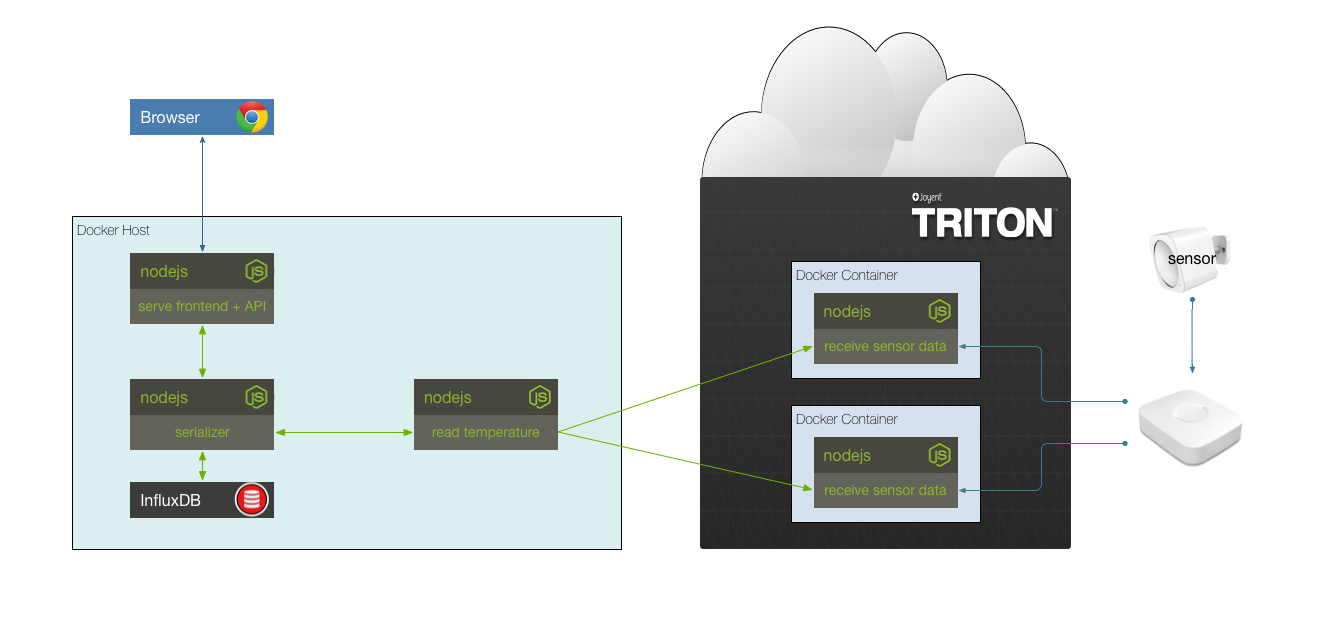 Browser
Docker Host
nodejs
JS
serve frontend + API
nodejs
JS
serializer
InfluxDB
nodejs
JS
read temperature
Joyent
TRITON
Docker Container
nodejs
JS
receive sensor data
Docker Container
nodejs
JS
receive sensor data
sensor